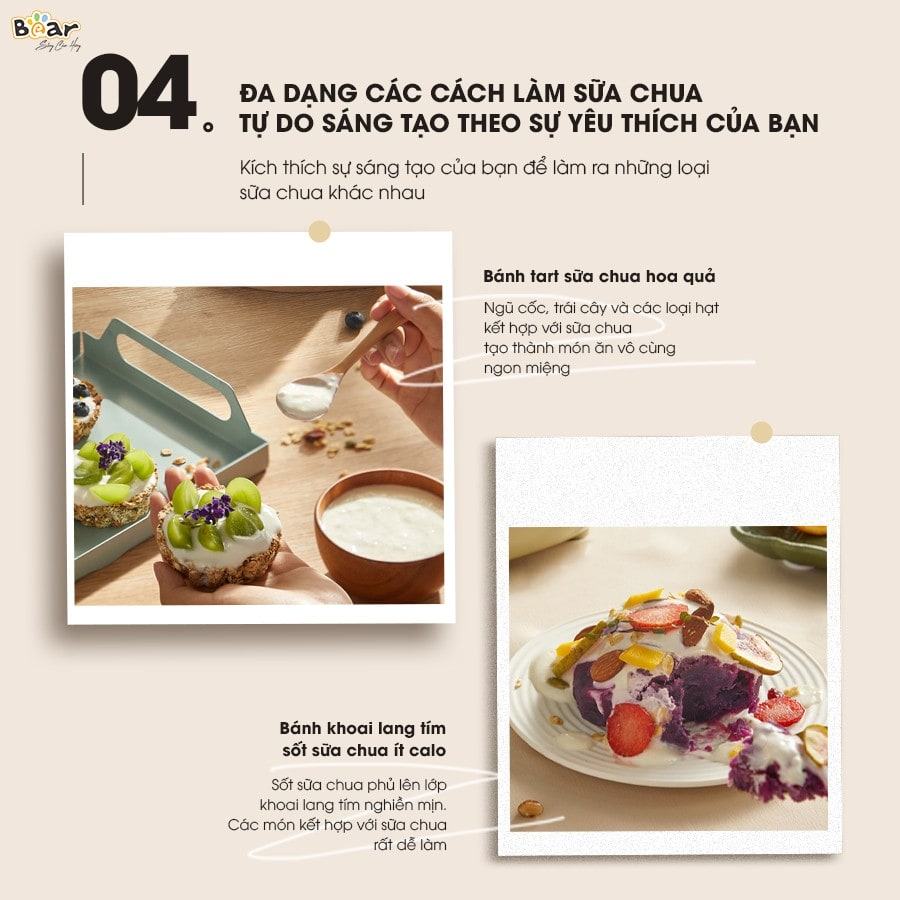 Bear
Sống Cân Bằng
04.
ĐA DẠNG CÁC CÁCH LÀM SỮA CHUA
TỰ DO SÁNG TẠO THEO SỰ YÊU THÍCH CỦA BẠN
Kích thích sự sáng tạo của bạn để làm ra những loại
sữa chua khác nhau
Bánh tart sữa chua hoa quả
Ngũ cốc, trái cây và các loại hạt
kết hợp với sữa chua
tạo thành món ăn vô cùng
ngon miệng
Bánh khoai lang tím
sốt sữa chua ít calo
Sốt sữa chua phủ lên lớp
khoai lang tím nghiền mịn.
Các món kết hợp với sữa chua
rất dễ làm